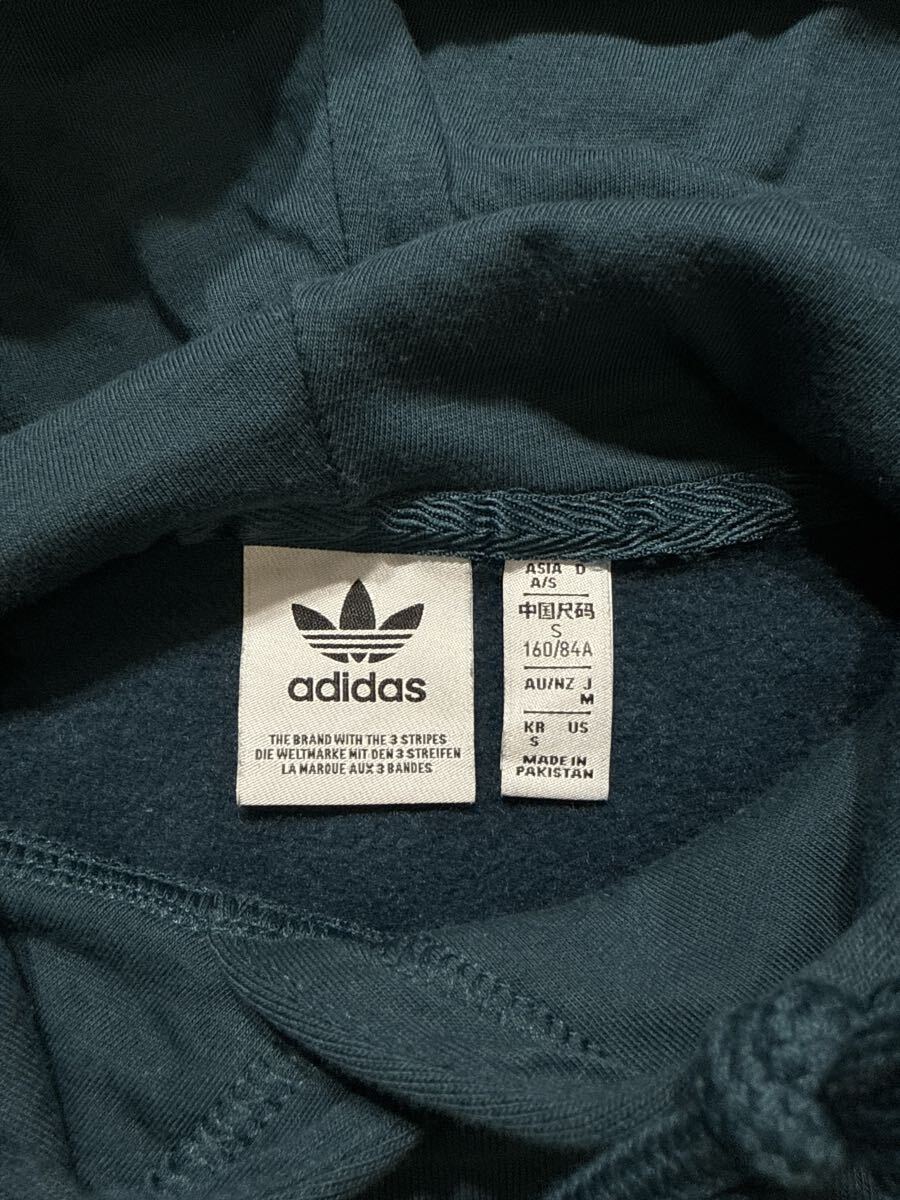 adidas
THE BRAND WITH THE 3 STRIPES
DIE WELTMARKE MIT DEN 3 STREIFEN
LA MARQUE AUX 3 BANDES
ASIA D
A/S
中国尺码
S
160/84A
AU/NZ J
M
KR US
S
MADE IN
PAKISTAN